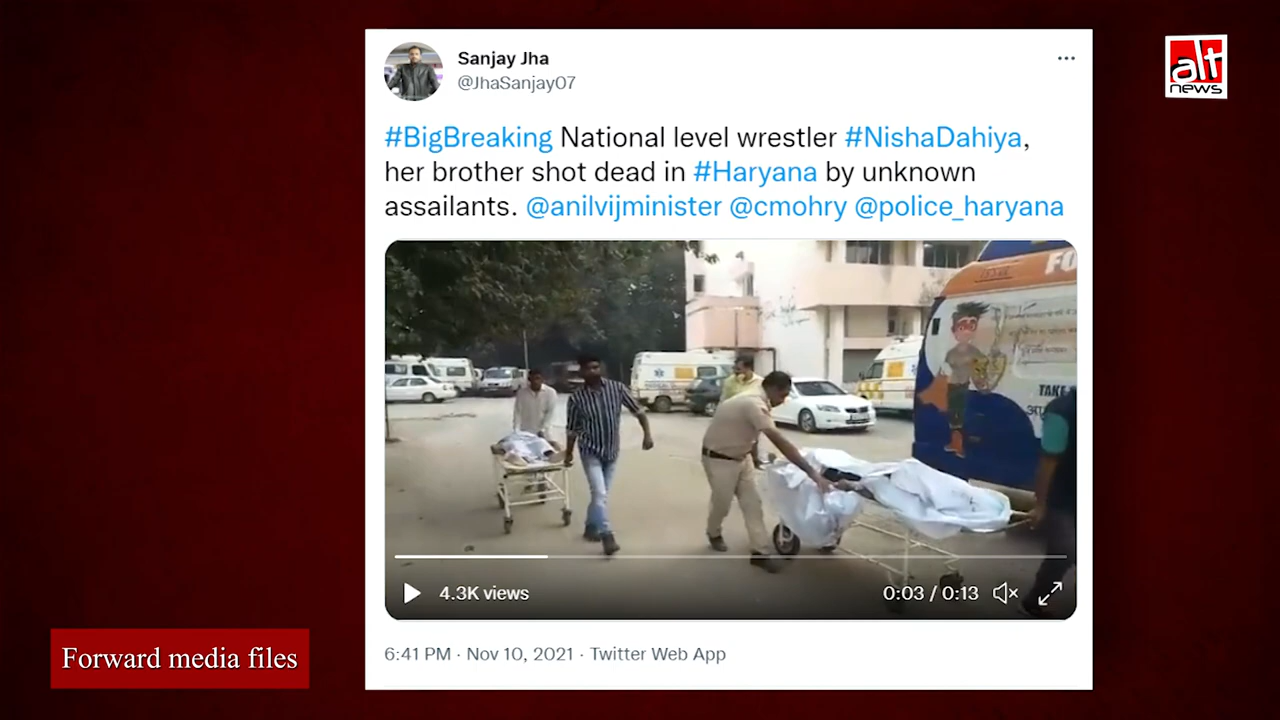 Sanjay Jha
@JhaSanjay07
alt
news
#BigBreaking National level wrestler #NishaDahiya,
her brother shot dead in #Haryana by unknown
assailants. @anilvijminister @cmohry @police_haryana
TAKE
4.3K views
0:03 / 0:13
6:41 PM · Nov 10, 2021 · Twitter Web App
Forward media files